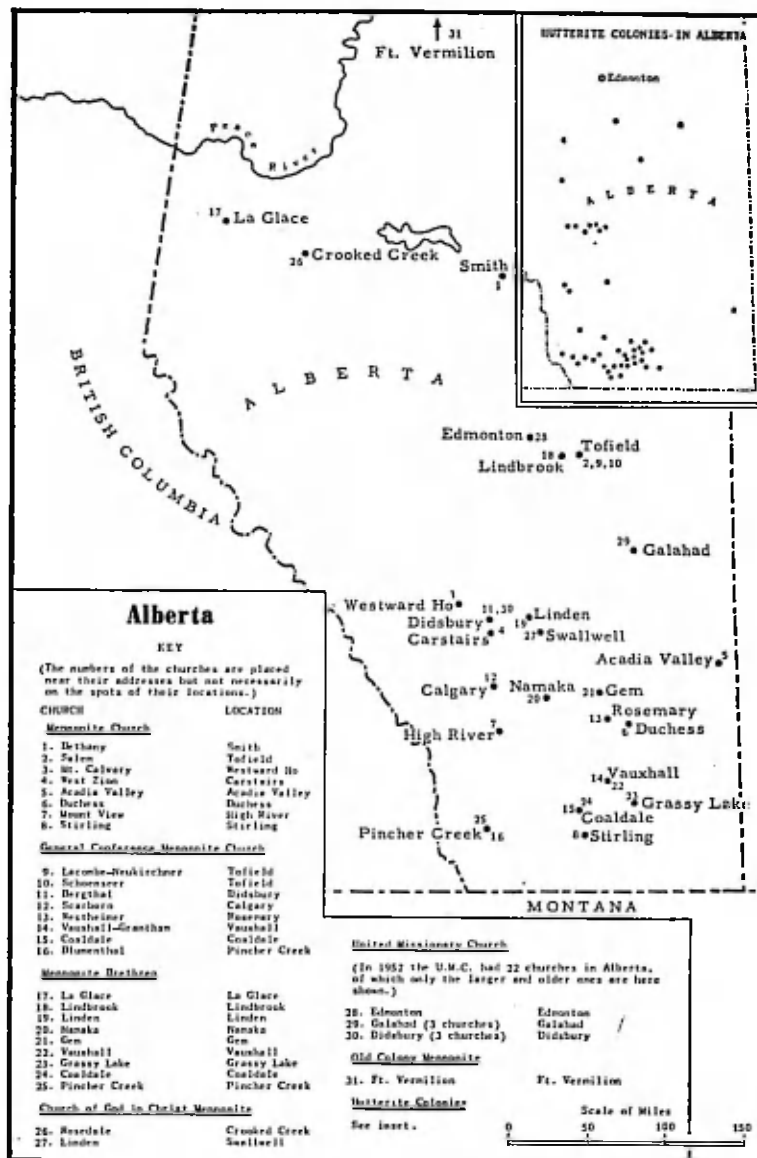 31
Ft. Vermilion
HUTTERITE COLONIES-IN ALBERTA
Edmonton
ALBERTA
Peace River
17 La Glace
26 Crooked Creek
Smith
1
BRITISH COLUMBIA
ALBERTA
Edmonton 28
18 Tofield
Lindbrook 2,9,10
29 Galahad
Westward Ho
11,30 Linden
Didsbury 19
Carstairs 4 27 Swallwell
Acadia Valley 5
12
Calgary Namaka 21 Gem
20
13 Rosemary
High River 7
6 Duchess
14 Vauxhall
22
23 Grassy Lake
24
15 Coaldale
25
Pincher Creek 16 8 Stirling
MONTANA
Alberta
KEY
(The numbers of the churches are placed
near their addresses but not necessarily
on the spots of their locations.)
CHURCH LOCATION
Mennonite Church
1. Bethany Smith
2. Salem Tofield
3. Mt. Calvary Westward Ho
4. West Zion Carstairs
5. Acadia Valley Acadia Valley
6. Duchess Duchess
7. Mount View High River
8. Stirling Stirling
General Conference Mennonite Church
9. Lacombe-Neukirchner Tofield
10. Schoenseer Tofield
11. Bergthal Didsbury
12. Scarboro Calgary
13. Westheimer Rosemary
14. Vauxhall-Grantham Vauxhall
15. Coaldale Coaldale
16. Blumenthal Pincher Creek
Mennonite Brethren
17. La Glace La Glace
18. Lindbrook Lindbrook
19. Linden Linden
20. Namaka Namaka
21. Gem Gem
22. Vauxhall Vauxhall
23. Grassy Lake Grassy Lake
24. Coaldale Coaldale
25. Pincher Creek Pincher Creek
Church of God in Christ Mennonite
26. Rosedale Crooked Creek
27. Linden Swallwell
United Missionary Church
(In 1952 the U.M.C. had 22 churches in Alberta,
of which only the larger and older ones are here
shown.)
28. Edmonton Edmonton
29. Galahad (3 churches) Galahad
30. Didsbury (3 churches) Didsbury
Old Colony Mennonite
31. Ft. Vermilion Ft. Vermilion
Hutterite Colonies
See inset.
Scale of Miles
0 50 100 150